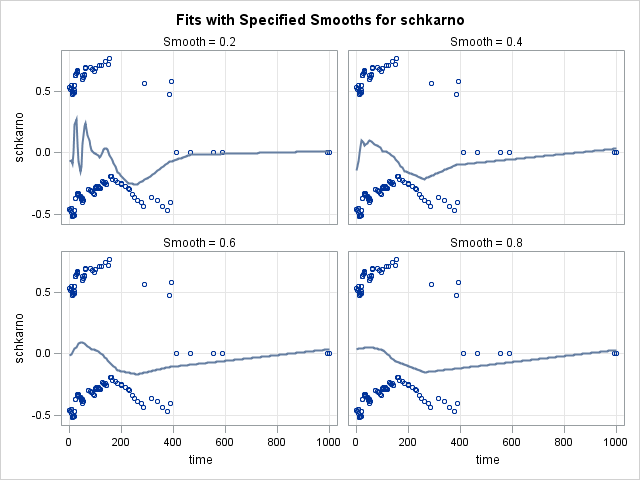 Fits with Specified Smooths for schkarno
Smooth = 0.2
Smooth = 0.4
schkarno
0.5
0.0
-0.5
Smooth = 0.6
Smooth = 0.8
schkarno
0.5
0.0
-0.5
0 200 400 600 800 1000
0 200 400 600 800 1000
time
time